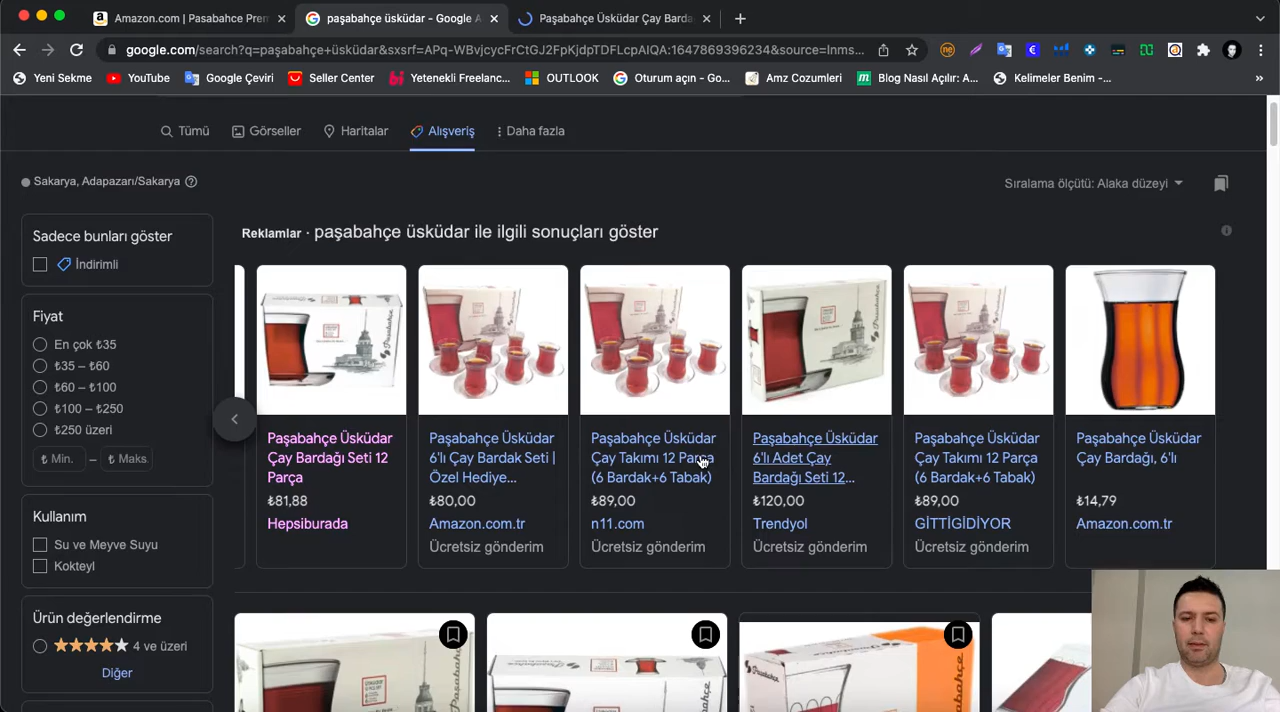 Amazon.com | Pasabahce Prem
paşabahçe üsküdar - Google A
Paşabahçe Üsküdar Çay Barda
google.com/search?q=paşabahçe+üsküdar&sxsrf=APq-WBvjcycFrCtGJ2FpKjdpTDFLcpAIQA:1647869396234&source=lnms...
Yeni Sekme
YouTube
Google Çeviri
Seller Center
Yetenekli Freelanc...
OUTLOOK
Oturum açın - Go...
Amz Cozumleri
Blog Nasıl Açılır: A...
Kelimeler Benim -...
Tümü
Görseller
Haritalar
Alışveriş
Daha fazla
Sakarya, Adapazarı/Sakarya
Sıralama ölçütü: Alaka düzeyi
Sadece bunları göster
İndirimli
Fiyat
En çok ₺35
₺35 – ₺60
₺60 – ₺100
₺100 – ₺250
₺250 üzeri
₺ Min. – ₺ Maks.
Kullanım
Su ve Meyve Suyu
Kokteyl
Ürün değerlendirme
4 ve üzeri
Diğer
Reklamlar · paşabahçe üsküdar ile ilgili sonuçları göster
Paşabahçe Üsküdar
Çay Bardağı Seti 12
Parça
₺81,88
Hepsiburada
Paşabahçe Üsküdar
6'lı Çay Bardak Seti |
Özel Hediye...
₺80,00
Amazon.com.tr
Ücretsiz gönderim
Paşabahçe Üsküdar
Çay Takımı 12 Parça
(6 Bardak+6 Tabak)
₺89,00
n11.com
Ücretsiz gönderim
Paşabahçe Üsküdar
6'lı Adet Çay
Bardağı Seti 12...
₺120,00
Trendyol
Ücretsiz gönderim
Paşabahçe Üsküdar
Çay Takımı 12 Parça
(6 Bardak+6 Tabak)
₺89,00
GİTTİGİDİYOR
Ücretsiz gönderim
Paşabahçe Üsküdar
Çay Bardağı, 6'lı
₺14,79
Amazon.com.tr
Paşabahçe
Paşabahçe